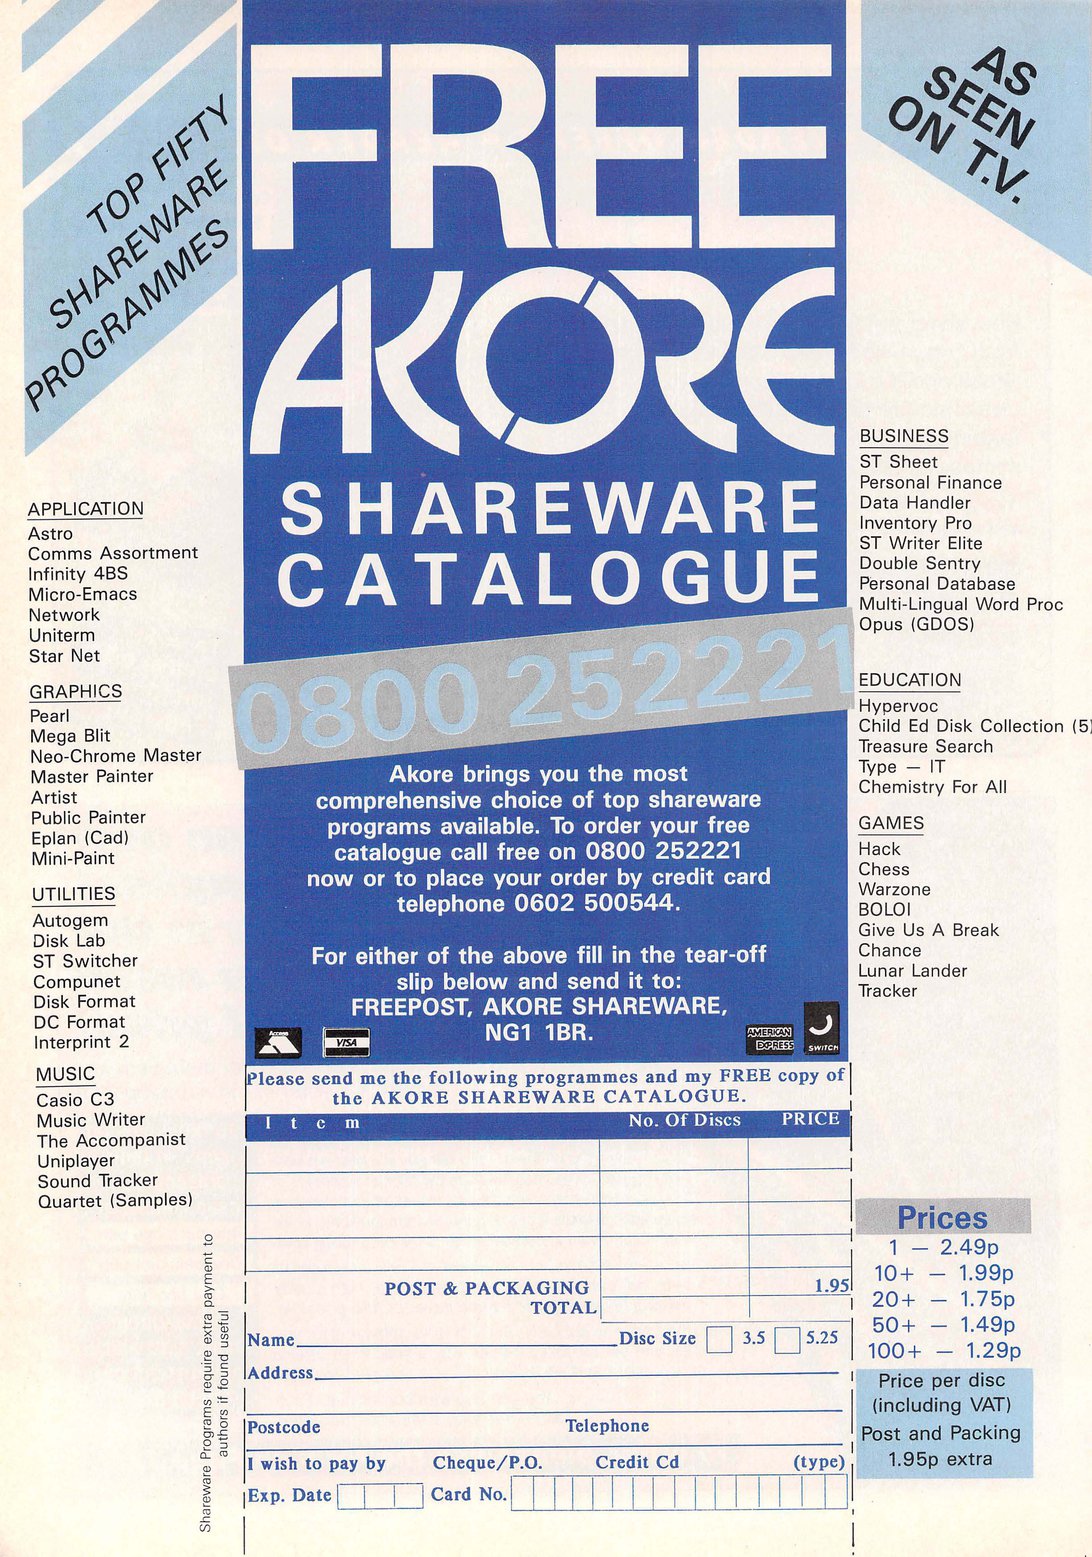 TOP FIFTY
SHAREWARE
PROGRAMMES
FREE
AKORE
SHAREWARE
CATALOGUE
0800 252221
AS
SEEN
ON T.V.
APPLICATION
Astro
Comms Assortment
Infinity 4BS
Micro-Emacs
Network
Uniterm
Star Net
GRAPHICS
Pearl
Mega Blit
Neo-Chrome Master
Master Painter
Artist
Public Painter
Eplan (Cad)
Mini-Paint
UTILITIES
Autogem
Disk Lab
ST Switcher
Compunet
Disk Format
DC Format
Interprint 2
MUSIC
Casio C3
Music Writer
The Accompanist
Uniplayer
Sound Tracker
Quartet (Samples)
Shareware Programs require extra payment to
authors if found useful
Akore brings you the most
comprehensive choice of top shareware
programs available. To order your free
catalogue call free on 0800 252221
now or to place your order by credit card
telephone 0602 500544.
For either of the above fill in the tear-off
slip below and send it to:
FREEPOST, AKORE SHAREWARE,
NG1 1BR.
Access
VISA
AMERICAN
EXPRESS
SWITCH
Please send me the following programmes and my FREE copy of
the AKORE SHAREWARE CATALOGUE.
Item No. Of Discs PRICE
POST & PACKAGING 1.95
TOTAL
Name Disc Size 3.5 5.25
Address
Postcode Telephone
I wish to pay by Cheque/P.O. Credit Cd (type)
Exp. Date Card No.
BUSINESS
ST Sheet
Personal Finance
Data Handler
Inventory Pro
ST Writer Elite
Double Sentry
Personal Database
Multi-Lingual Word Proc
Opus (GDOS)
EDUCATION
Hypervoc
Child Ed Disk Collection (5)
Treasure Search
Type — IT
Chemistry For All
GAMES
Hack
Chess
Warzone
BOLOI
Give Us A Break
Chance
Lunar Lander
Tracker
Prices
1 — 2.49p
10+ — 1.99p
20+ — 1.75p
50+ — 1.49p
100+ — 1.29p
Price per disc
(including VAT)
Post and Packing
1.95p extra